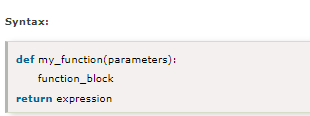 Syntax:
def my_function(parameters):
function_block
return expression